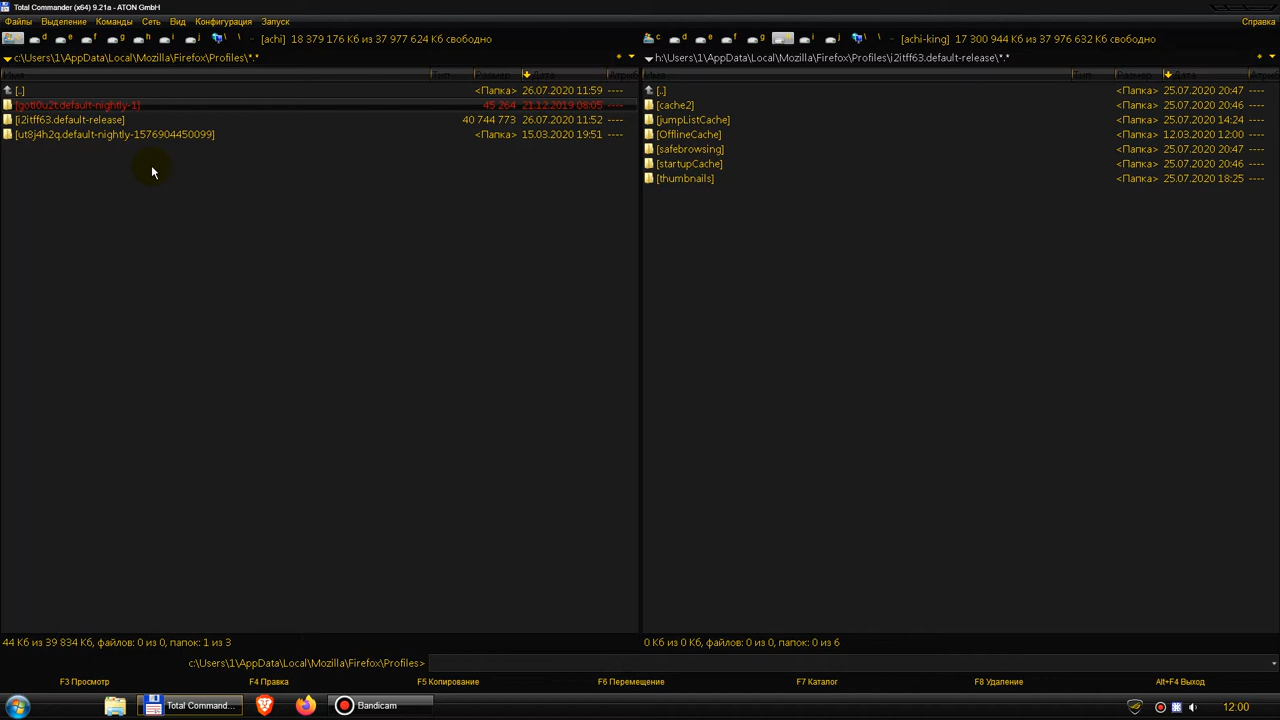 Total Commander (x64) 9.21a - ATON GmbH
Файлы Выделение Команды Сеть Вид Конфигурация Запуск Справка
c d e f g h i j \ [achi] 18 379 176 Кб из 37 977 624 Кб свободно
c d e f g i j \ [achi-king] 17 300 944 Кб из 37 976 632 Кб свободно
c:\Users\1\AppData\Local\Mozilla\Firefox\Profiles\*.*
Имя Тип Размер Дата Атриб
[..] <Папка> 26.07.2020 11:59 ----
45 264 21.12.2019 08:05 ----
[i2itff63.default-release] 40 744 773 26.07.2020 11:52 ----
[ut8j4h2q.default-nightly-1576904450099] <Папка> 15.03.2020 19:51 ----
44 Кб из 39 834 Кб, файлов: 0 из 0, папок: 1 из 3
h:\Users\1\AppData\Local\Mozilla\Firefox\Profiles\i2itff63.default-release\*.*
Имя Тип Размер Дата Атриб
[..] <Папка> 25.07.2020 20:47 ----
[cache2] <Папка> 25.07.2020 20:46 ----
[jumpListCache] <Папка> 25.07.2020 14:24 ----
[OfflineCache] <Папка> 12.03.2020 12:00 ----
[safebrowsing] <Папка> 25.07.2020 20:47 ----
[startupCache] <Папка> 25.07.2020 20:46 ----
[thumbnails] <Папка> 25.07.2020 18:25 ----
0 Кб из 0 Кб, файлов: 0 из 0, папок: 0 из 6
c:\Users\1\AppData\Local\Mozilla\Firefox\Profiles>
F3 Просмотр F4 Правка F5 Копирование F6 Перемещение F7 Каталог F8 Удаление Alt+F4 Выход
Total Command... Bandicam 12:00